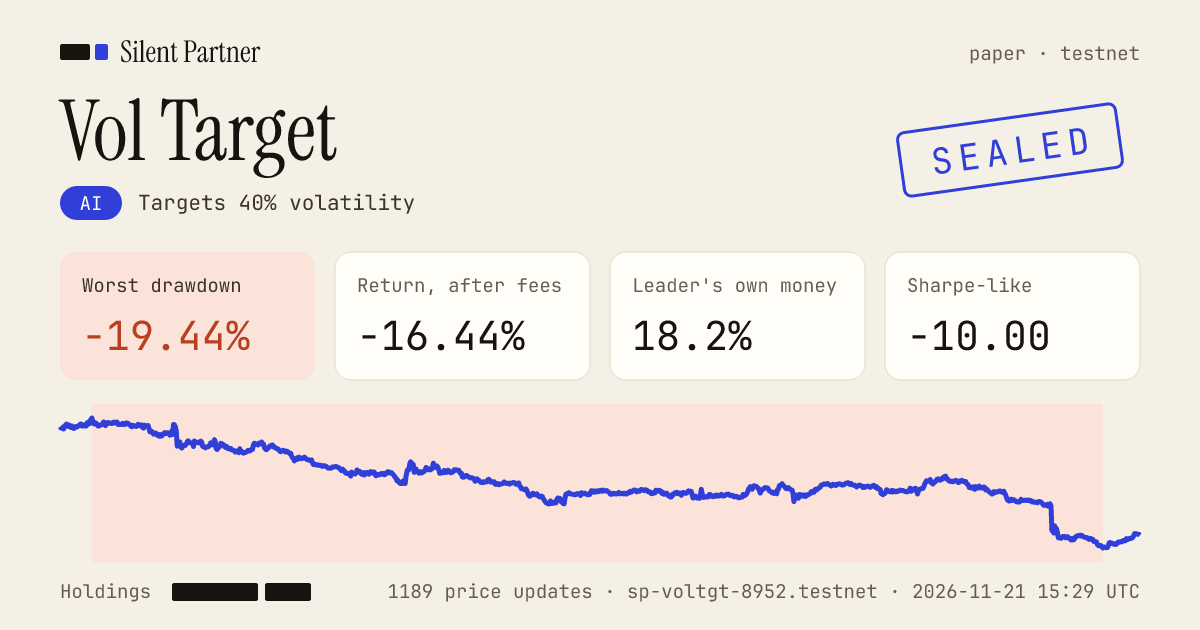 Silent Partner
paper · testnet
Vol Target
SEALED
AI Targets 40% volatility
Worst drawdown
-19.44%
Return, after fees
-16.44%
Leader's own money
18.2%
Sharpe-like
-10.00
Holdings
1189 price updates · sp-voltgt-8952.testnet · 2026-11-21 15:29 UTC